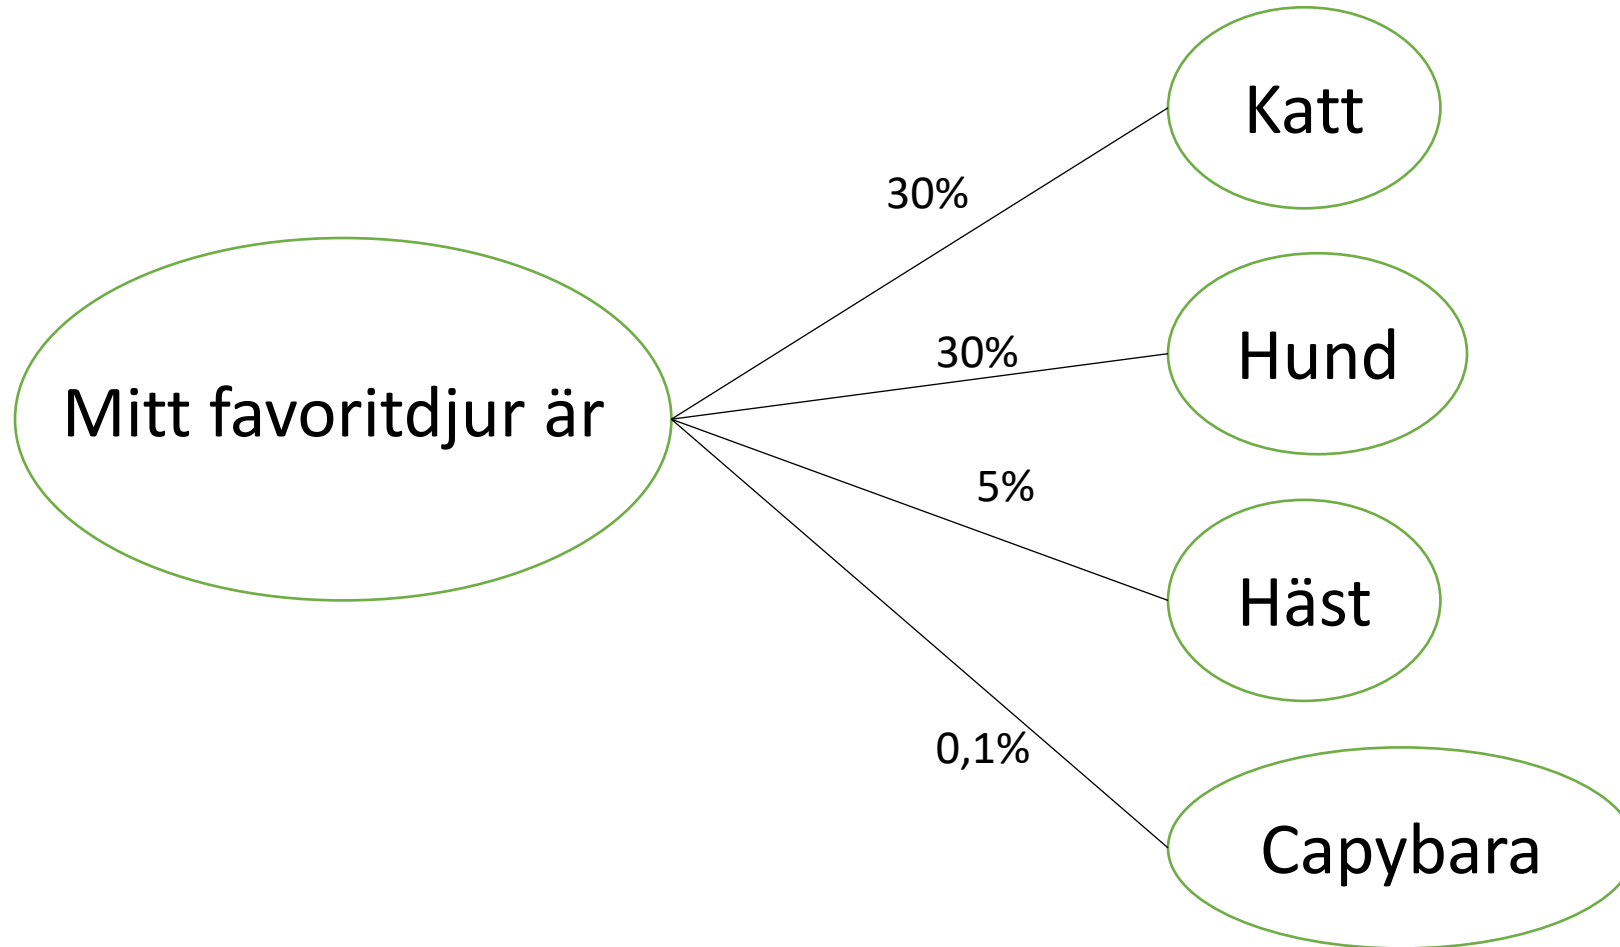 Mitt favoritdjur är
30%
Katt
30%
Hund
5%
Häst
0,1%
Capybara